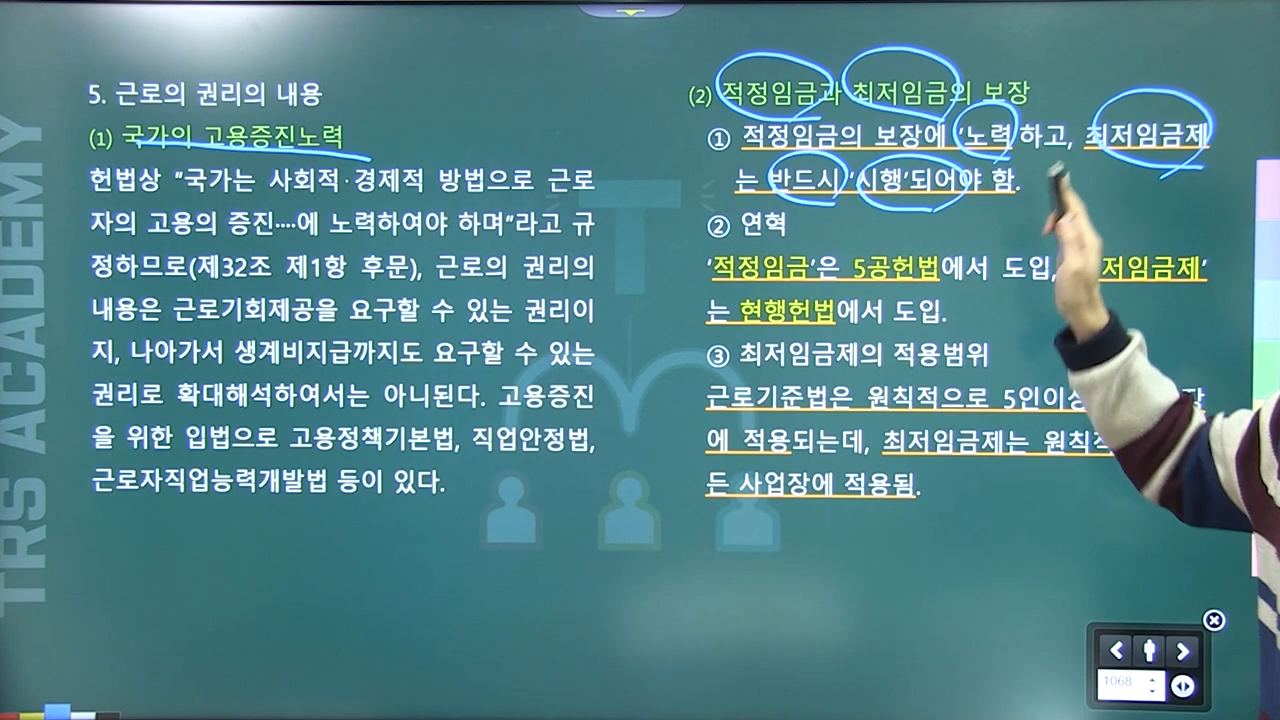 5. 근로의 권리의 내용
(1) 국가의 고용증진노력
헌법상 "국가는 사회적·경제적 방법으로 근로
자의 고용의 증진····에 노력하여야 하며"라고 규
정하므로(제32조 제1항 후문), 근로의 권리의
내용은 근로기회제공을 요구할 수 있는 권리이
지, 나아가서 생계비지급까지도 요구할 수 있는
권리로 확대해석하여서는 아니된다. 고용증진
을 위한 입법으로 고용정책기본법, 직업안정법,
근로자직업능력개발법 등이 있다.
(2) 적정임금과 최저임금의 보장
① 적정임금의 보장에 '노력'하고, 최저임금제
는 반드시 '시행'되어야 함.
② 연혁
'적정임금'은 5공헌법에서 도입, 저임금제'
는 현행헌법에서 도입.
③ 최저임금제의 적용범위
근로기준법은 원칙적으로 5인이상
에 적용되는데, 최저임금제는
든 사업장에 적용됨.
TRS ACADEMY
1068